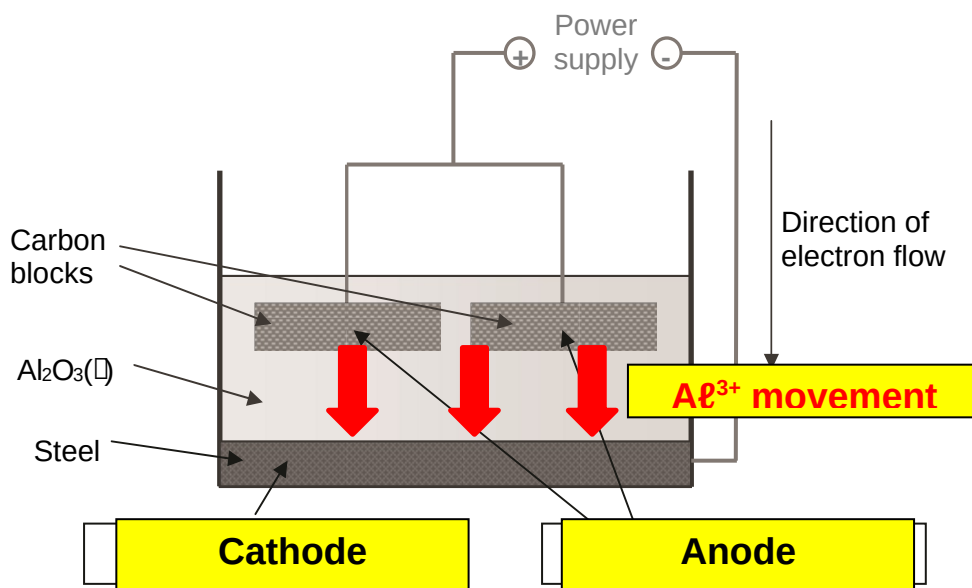 Power
supply
+
-
Direction of
electron flow
Carbon
blocks
Al₂O₃(▯)
Aℓ³⁺ movement
Steel
Cathode
Anode